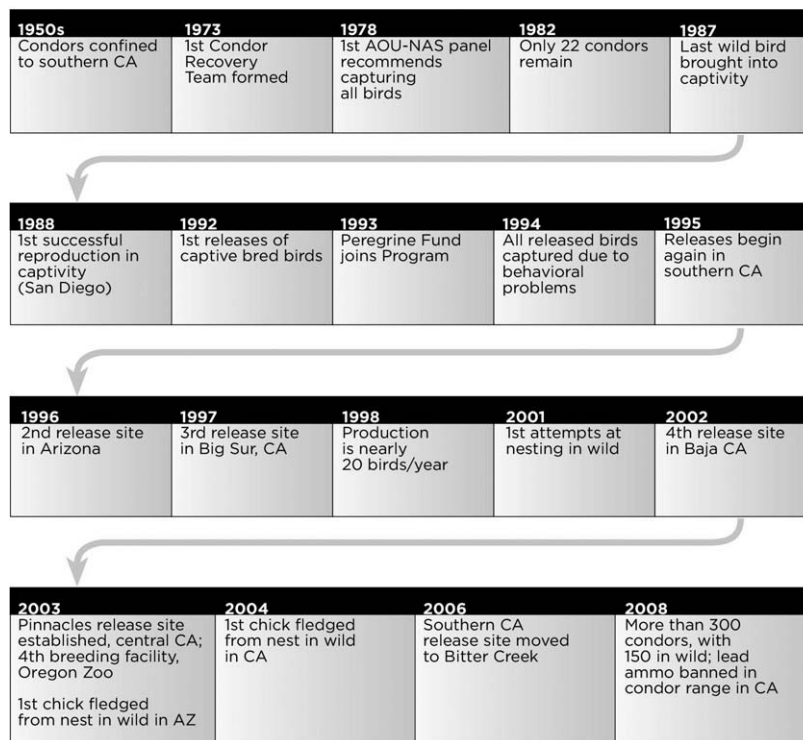 1950s
Condors confined
to southern CA
1973
1st Condor
Recovery
Team formed
1978
1st AOU-NAS panel
recommends
capturing
all birds
1982
Only 22 condors
remain
1987
Last wild bird
brought into
captivity
1988
1st successful
reproduction in
captivity
(San Diego)
1992
1st releases of
captive bred birds
1993
Peregrine Fund
joins Program
1994
All released birds
captured due to
behavioral
problems
1995
Releases begin
again in
southern CA
1996
2nd release site
in Arizona
1997
3rd release site
in Big Sur, CA
1998
Production
is nearly
20 birds/year
2001
1st attempts at
nesting in wild
2002
4th release site
in Baja CA
2003
Pinnacles release site
established, central CA;
4th breeding facility,
Oregon Zoo
1st chick fledged
from nest in wild in AZ
2004
1st chick fledged
from nest in wild
in CA
2006
Southern CA
release site moved
to Bitter Creek
2008
More than 300
condors, with
150 in wild; lead
ammo banned in
condor range in CA